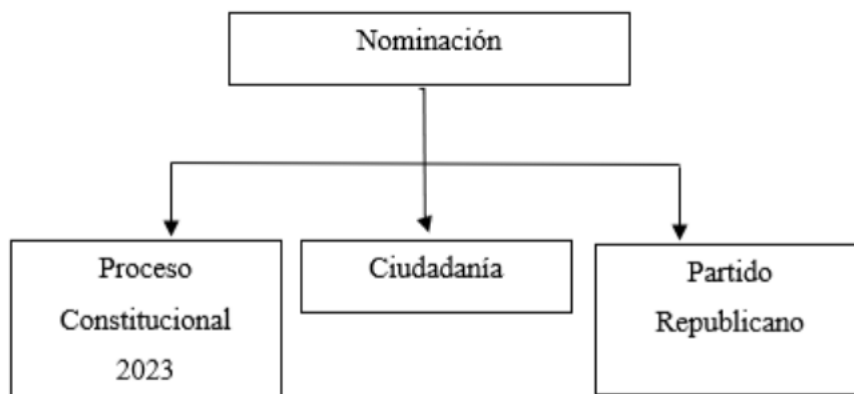 Nominación
Proceso
Constitucional
2023
Ciudadanía
Partido
Republicano